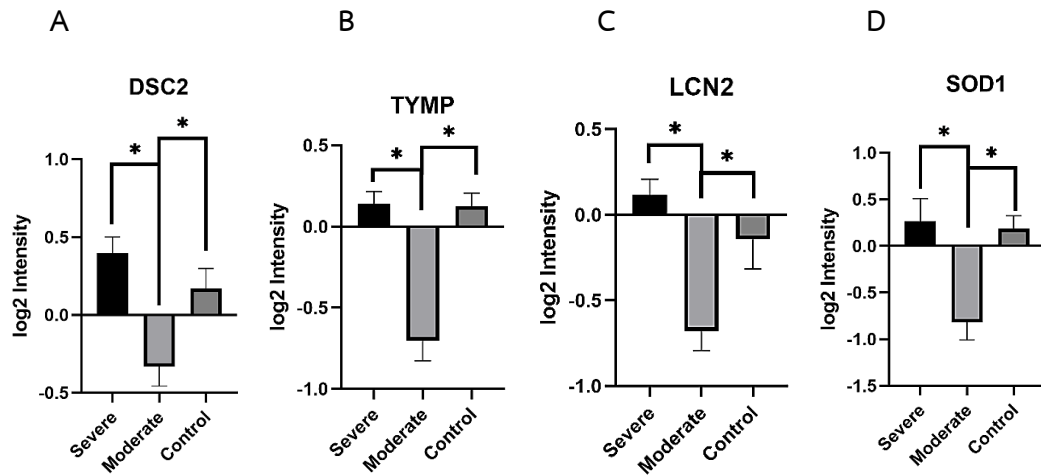 A
B
C
D
DSC2
TYMP
LCN2
SOD1
*
*
*
*
*
*
*
*
log2 Intensity
1.0
0.5
0.0
-0.5
Severe
Moderate
Control
log2 Intensity
0.5
0.0
-0.5
-1.0
Severe
Moderate
Control
log2 Intensity
0.5
0.0
-0.5
-1.0
Severe
Moderate
Control
log2 Intensity
1.0
0.5
0.0
-0.5
-1.0
-1.5
Severe
Moderate
Control